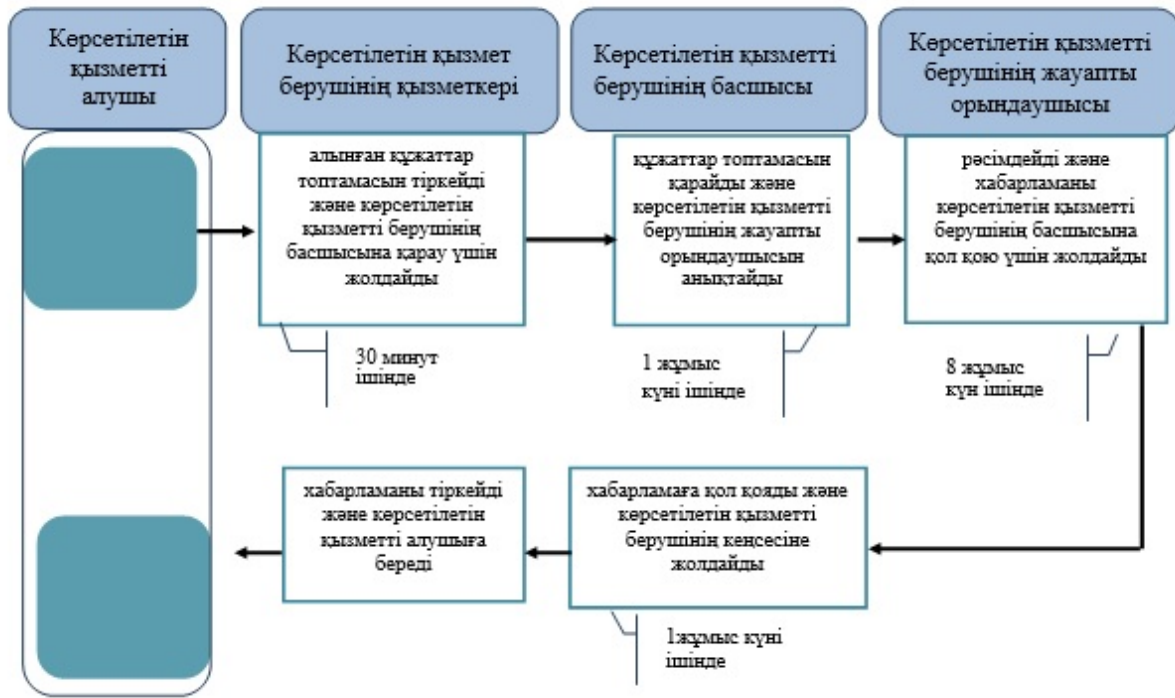 Көрсетілетін
қызметті
алушы
Көрсетілетін қызмет
берушінің қызметкері
Көрсетілетін қызметті
берушінің басшысы
Көрсетілетін қызметті
берушінің жауапты
орындаушысы
алынған құжаттар
топтамасын тіркейді
және көрсетілетін
қызметті берушінің
басшысына қарау үшін
жолдайды
құжаттар топтамасын
қарайды және
көрсетілетін қызметті
берушінің жауапты
орындаушысын
анықтайды
рәсімдейді және
хабарламаны
көрсетілетін қызметті
берушінің басшысына
қол қою үшін жолдайды
30 минут
ішінде
1 жұмыс
күні ішінде
8 жұмыс
күн ішінде
хабарламаны тіркейді
және көрсетілетін
қызметті алушыға
береді
хабарламаға қол қояды және
көрсетілетін қызметті
берушінің кеңсесіне
жолдайды
1жұмыс күні
ішінде